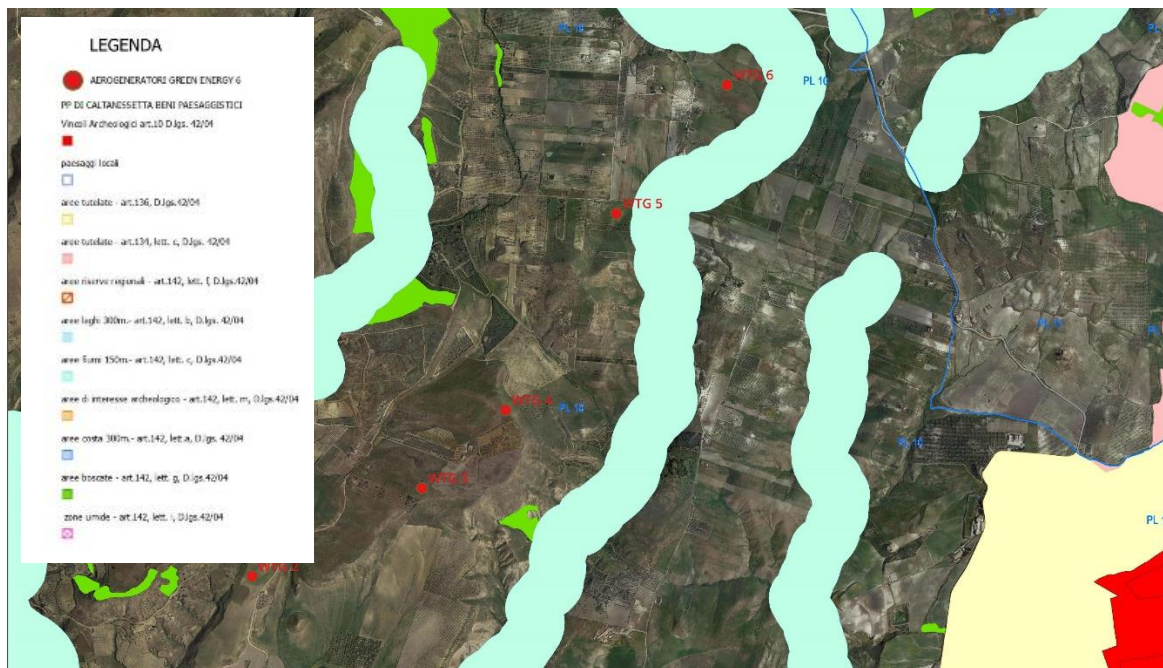 LEGENDA
AEROGENERATORI GREEN ENERGY 6
PP DI CALTANISSETTA BENI PAESAGGISTICI
Vincoli Archeologici art.10 D.lgs. 42/04
paesaggi locali
aree tutelate - art.136, D.lgs.42/04
aree tutelate - art.134, lett. c, D.lgs. 42/04
aree riserve regionali - art.142, lett. f, D.lgs.42/04
aree laghi 300m.- art.142, lett. b, D.lgs. 42/04
aree fiumi 150m.- art.142, lett. c, D.lgs.42/04
aree di interesse archeologico - art.142, lett. m, D.lgs.42/04
aree costa 300m.- art.142, lett.a, D.lgs. 42/04
aree boscate - art.142, lett. g, D.lgs.42/04
zone umide - art.142, lett. i, D.lgs.42/04
PL 10
WTG 6
PL 10
WTG 5
WTG 4
PL 10
WTG 3
WTG 2
PL